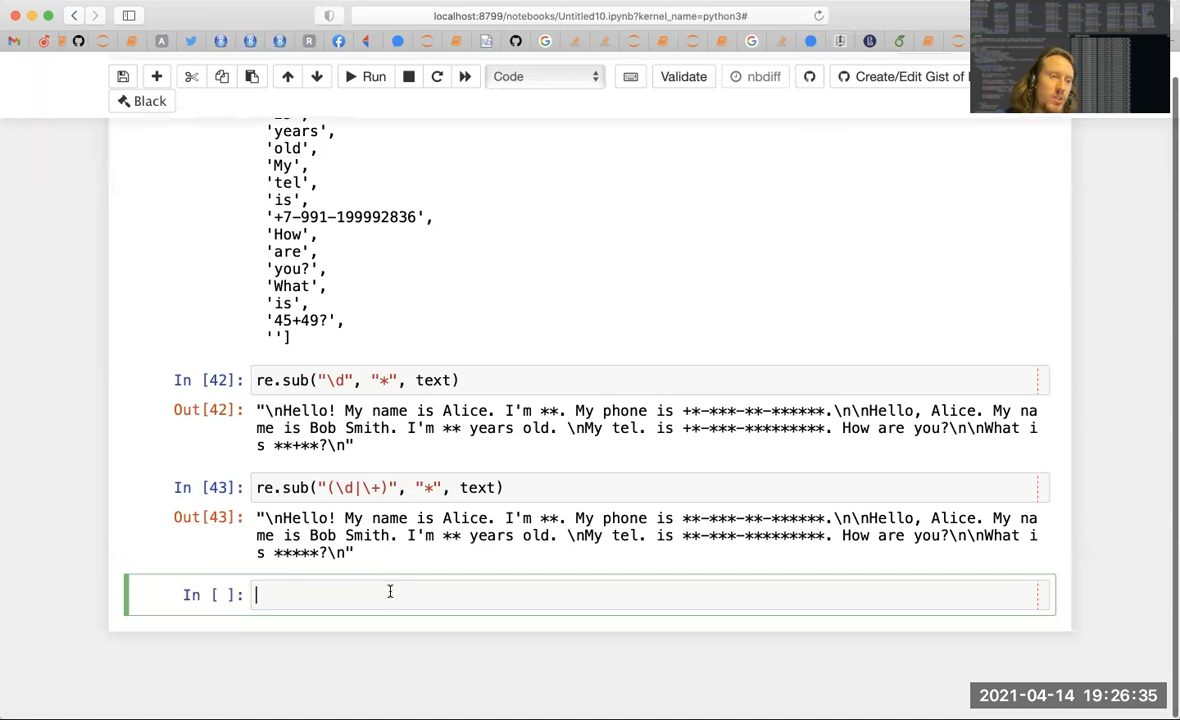 localhost:8799/notebooks/Untitled10.ipynb?kernel_name=python3#
Run
Code
Validate
nbdiff
Create/Edit Gist of
Black
'years',
'old',
'My',
'tel',
'is',
'+7-991-199992836',
'How',
'are',
'you?',
'What',
'is',
'45+49?',
'']
In [42]: re.sub("\d", "*", text)
Out[42]: "\nHello! My name is Alice. I'm **. My phone is +*-***-**-******.\n\nHello, Alice. My na
me is Bob Smith. I'm ** years old. \nMy tel. is +*-***-*********. How are you?\n\nWhat i
s **+**?\n"
In [43]: re.sub("(\d|\+)", "*", text)
Out[43]: "\nHello! My name is Alice. I'm **. My phone is **-***-**-******.\n\nHello, Alice. My na
me is Bob Smith. I'm ** years old. \nMy tel. is **-***-*********. How are you?\n\nWhat i
s *****?\n"
In [ ]:
2021-04-14 19:26:35